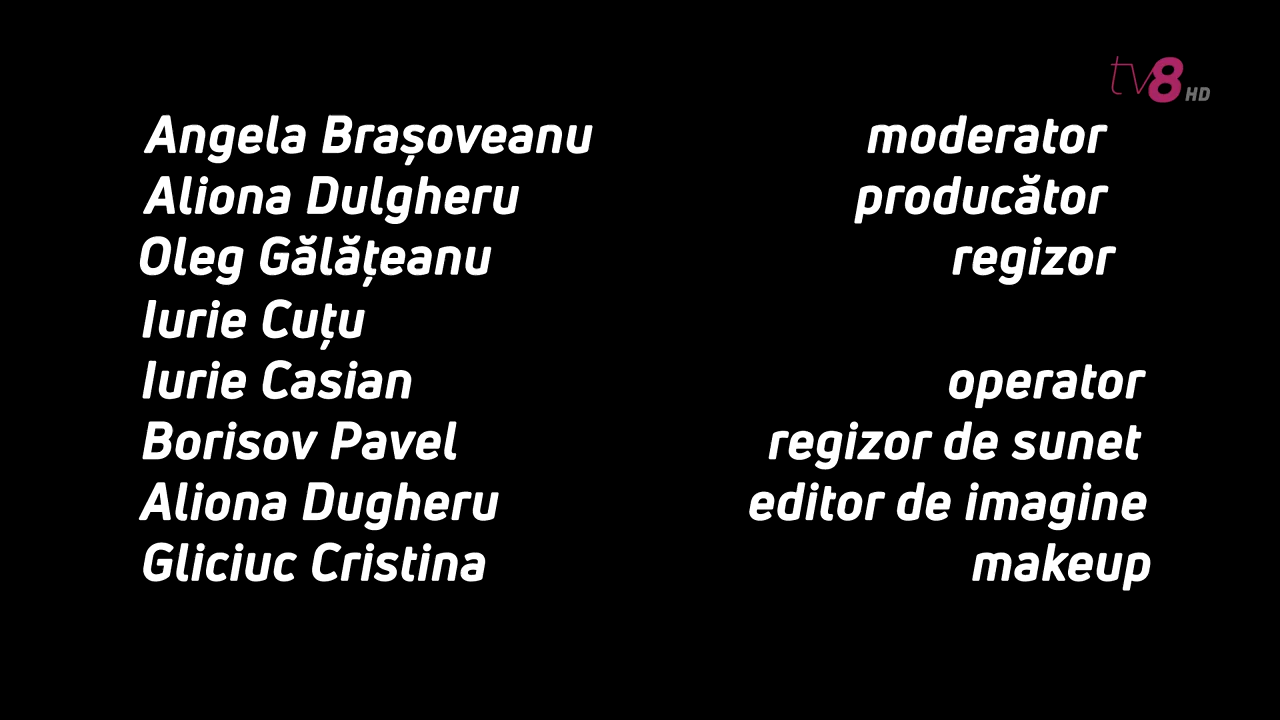 tv8 HD
Angela Brașoveanu moderator
Aliona Dulgheru producător
Oleg Gălățeanu regizor
Iurie Cuțu
Iurie Casian operator
Borisov Pavel regizor de sunet
Aliona Dugheru editor de imagine
Gliciuc Cristina makeup